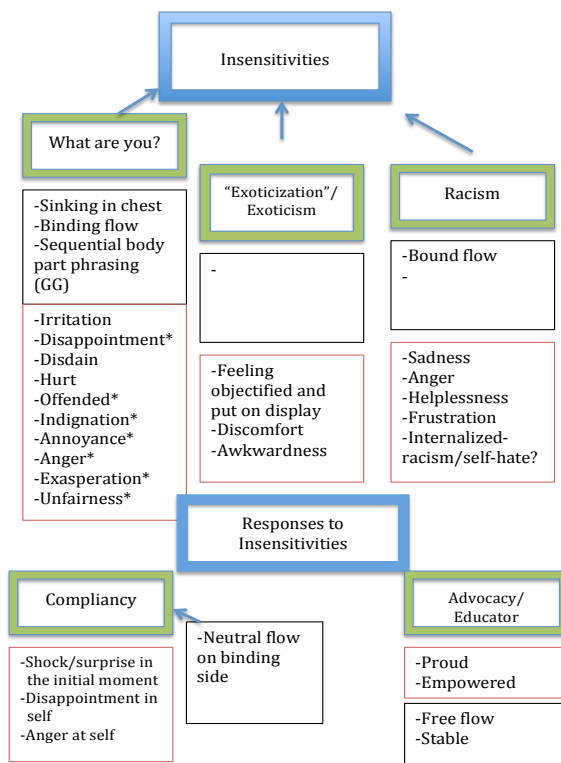 Insensitivities
What are you?
“Exoticization”/
Exoticism
Racism
-Sinking in chest
-Binding flow
-Sequential body
part phrasing
(GG)
-
-Bound flow
-
-Irritation
-Disappointment*
-Disdain
-Hurt
-Offended*
-Indignation*
-Annoyance*
-Anger*
-Exasperation*
-Unfairness*
-Feeling
objectified and
put on display
-Discomfort
-Awkwardness
-Sadness
-Anger
-Helplessness
-Frustration
-Internalized-
racism/self-hate?
Responses to
Insensitivities
Compliancy
-Neutral flow
on binding
side
Advocacy/
Educator
-Shock/surprise in
the initial moment
-Disappointment in
self
-Anger at self
-Proud
-Empowered
-Free flow
-Stable